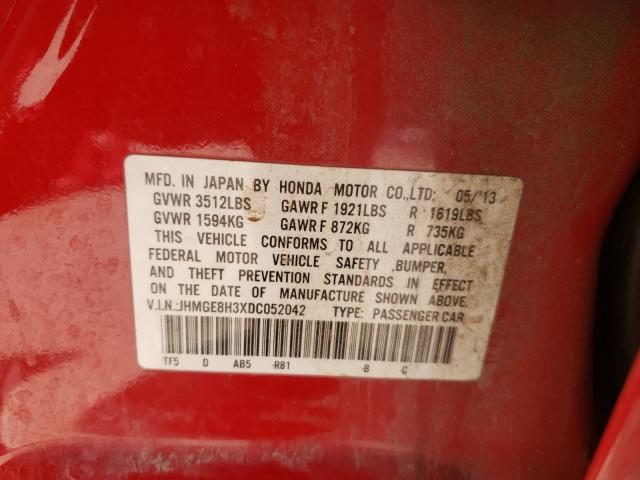 MFD. IN JAPAN BY HONDA MOTOR CO.,LTD; 05/'13
GVWR 3512LBS GAWR F 1921LBS R 1619LBS
GVWR 1594KG GAWR F 872KG R 735KG
THIS VEHICLE CONFORMS TO ALL APPLICABLE
FEDERAL MOTOR VEHICLE SAFETY ,BUMPER,
AND THEFT PREVENTION STANDARDS IN EFFECT
ON THE DATE OF MANUFACTURE SHOWN ABOVE.
V.I.N.:JHMGE8H3XDC052042 TYPE: PASSENGER CAR
TF5 D AB5 -R81 -B -C